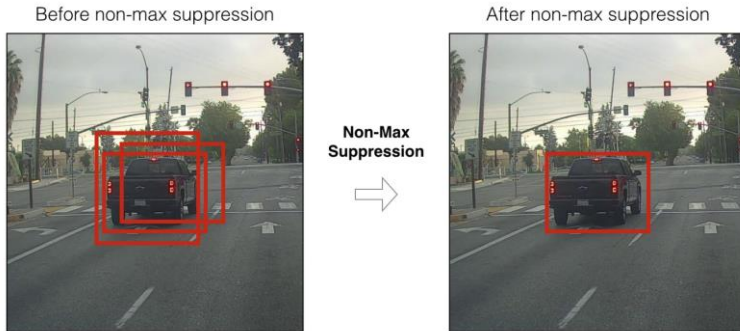 Before non-max suppression
After non-max suppression
Non-Max
Suppression